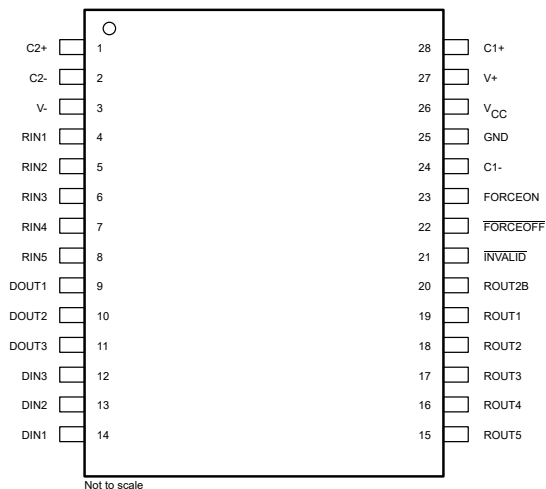 C2+ 1 28 C1+
C2- 2 27 V+
V- 3 26 VCC
RIN1 4 25 GND
RIN2 5 24 C1-
RIN3 6 23 FORCEON
RIN4 7 22 FORCEOFF
RIN5 8 21 INVALID
DOUT1 9 20 ROUT2B
DOUT2 10 19 ROUT1
DOUT3 11 18 ROUT2
DIN3 12 17 ROUT3
DIN2 13 16 ROUT4
DIN1 14 15 ROUT5
Not to scale